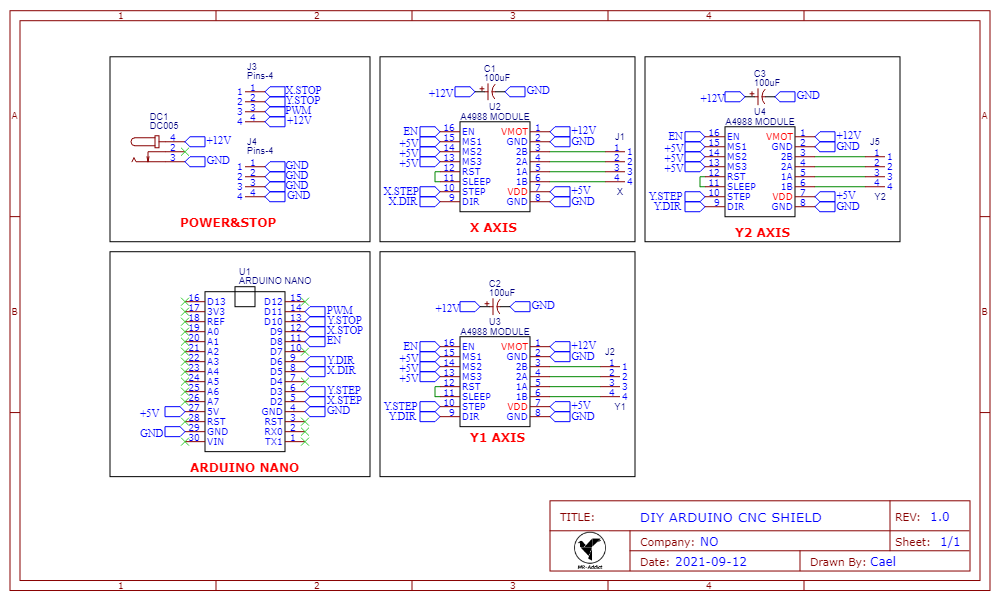 1 2 3 4
A A
B B
J3
Pins-4
1 1 X.STOP
2 2 Y.STOP
3 3 PWM
4 4 +12V
DC1
DC005
4 +12V
2
3 GND
J4
Pins-4
1 1 GND
2 2 GND
3 3 GND
4 4 GND
POWER&STOP
C1
100uF
+12V + GND
U2
A4988 MODULE
EN 16 EN VMOT 1 +12V
+5V 15 MS1 GND 2 GND
+5V 14 MS2 2B 3
+5V 13 MS3 2A 4
12 RST 1A 5
11 SLEEP 1B 6
X.STEP 10 STEP VDD 7 +5V
X.DIR 9 DIR GND 8 GND
J1
1 1
2 2
3 3
4 4
X
X AXIS
C3
100uF
+12V + GND
U4
A4988 MODULE
EN 16 EN VMOT 1 +12V
+5V 15 MS1 GND 2 GND
+5V 14 MS2 2B 3
+5V 13 MS3 2A 4
12 RST 1A 5
11 SLEEP 1B 6
Y.STEP 10 STEP VDD 7 +5V
Y.DIR 9 DIR GND 8 GND
J5
1 1
2 2
3 3
4 4
Y2
Y2 AXIS
U1
ARDUINO NANO
16 D13 D12 15
17 3V3 D11 14 PWM
18 REF D10 13 Y.STOP
19 A0 D9 12 X.STOP
20 A1 D8 11 EN
21 A2 D7 10
22 A3 D6 9 Y.DIR
23 A4 D5 8 X.DIR
24 A5 D4 7
25 A6 D3 6 Y.STEP
26 A7 D2 5 X.STEP
+5V 27 5V GND 4 GND
28 RST RST 3
GND 29 GND RX0 2
30 VIN TX1 1
ARDUINO NANO
C2
100uF
+12V + GND
U3
A4988 MODULE
EN 16 EN VMOT 1 +12V
+5V 15 MS1 GND 2 GND
+5V 14 MS2 2B 3
+5V 13 MS3 2A 4
12 RST 1A 5
11 SLEEP 1B 6
Y.STEP 10 STEP VDD 7 +5V
Y.DIR 9 DIR GND 8 GND
J2
1 1
2 2
3 3
4 4
Y1
Y1 AXIS
TITLE: DIY ARDUINO CNC SHIELD REV: 1.0
MR-Addict
Company: NO Sheet: 1/1
Date: 2021-09-12 Drawn By: Cael
1 2 3 4